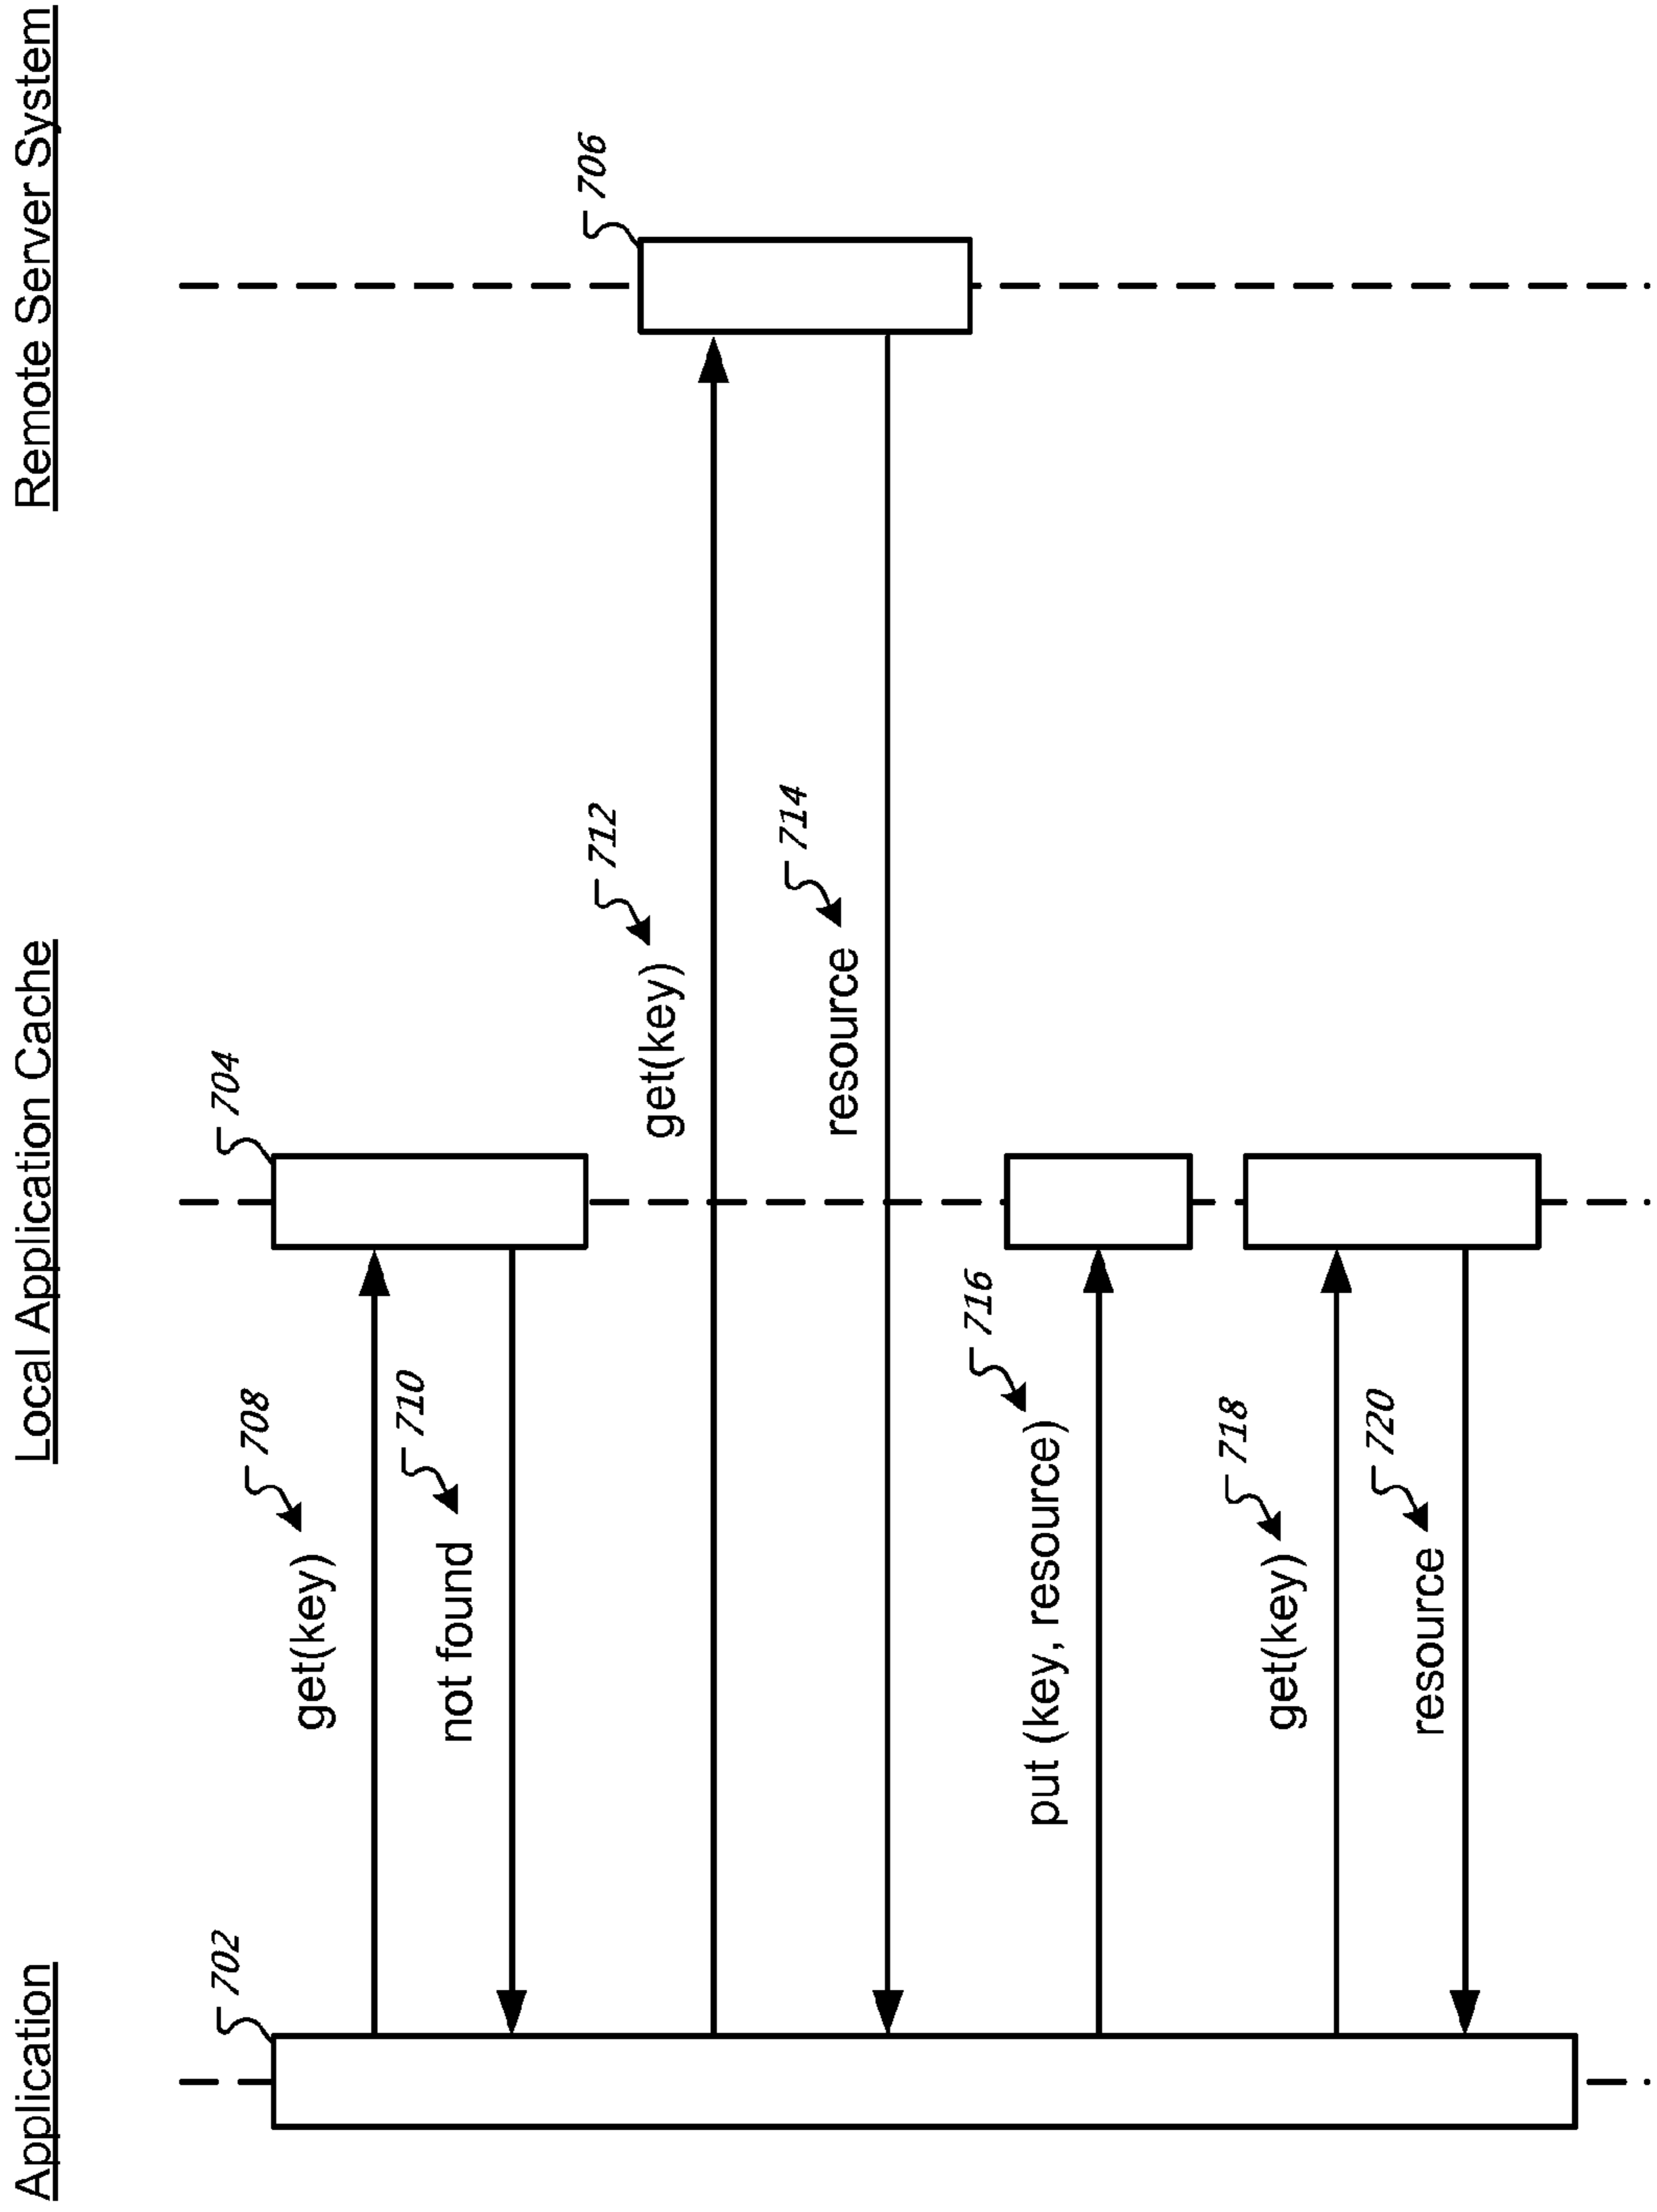 Application
Local Application Cache
Remote Server System
702
704
get(key)
708
not found
710
get(key)
712
706
resource
714
put (key, resource)
716
get(key)
718
resource
720